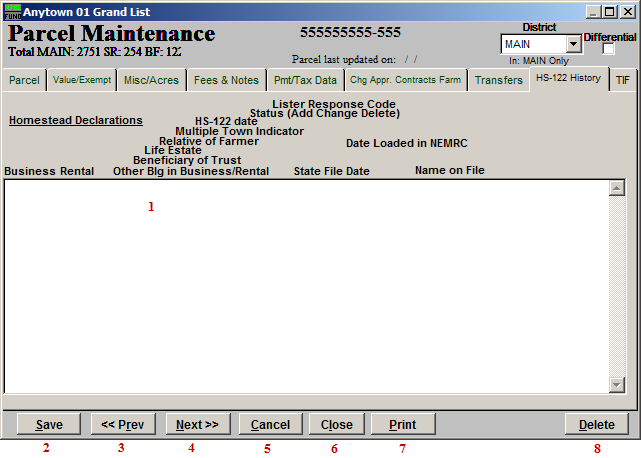 FUND
Anytown 01 Grand List
Parcel Maintenance
555555555-555
District
Differential
Total MAIN: 2751 SR: 254 BF: 122
MAIN
Parcel last updated on: / /
In: MAIN Only
Parcel
Value/Exempt
Misc/Acres
Fees & Notes
Pmt/Tax Data
Chg Appr. Contracts Farm
Transfers
HS-122 History
TIF
Lister Response Code
Status (Add Change Delete)
Homestead Declarations
HS-122 date
Multiple Town Indicator
Relative of Farmer
Date Loaded in NEMRC
Life Estate
Beneficiary of Trust
Business Rental
Other Blg in Business/Rental
State File Date
Name on File
1
Save
<< Prev
Next >>
Cancel
Close
Print
Delete
2
3
4
5
6
7
8